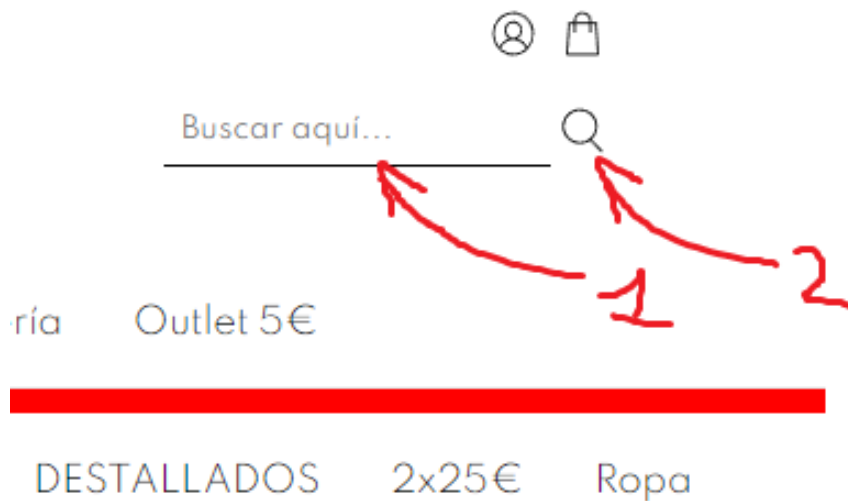 Buscar aquí...
1
2
ría Outlet 5€
DESTALLADOS 2x25€ Ropa